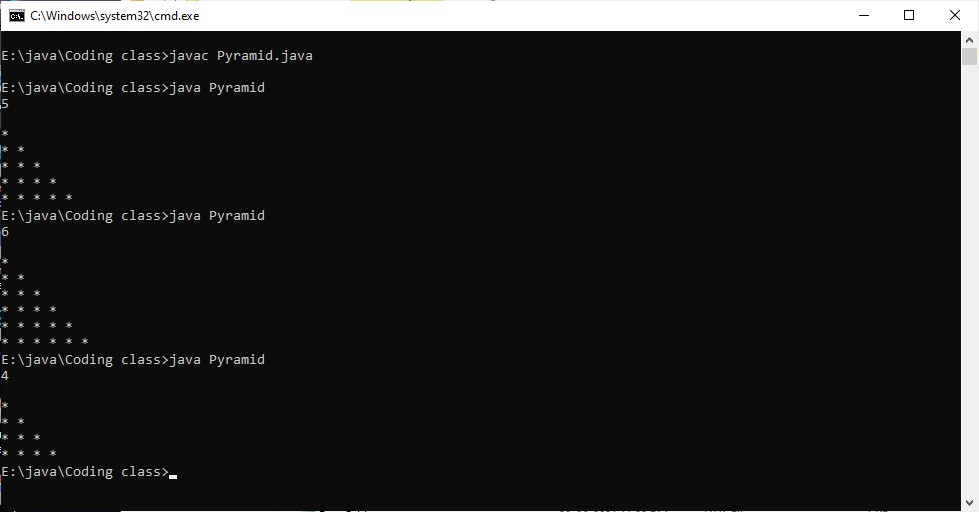 C:\Windows\system32\cmd.exe
E:\java\Coding class>javac Pyramid.java
E:\java\Coding class>java Pyramid
5
*
* *
* * *
* * * *
* * * * *
E:\java\Coding class>java Pyramid
6
*
* *
* * *
* * * *
* * * * *
* * * * * *
E:\java\Coding class>java Pyramid
4
*
* *
* * *
* * * *
E:\java\Coding class>